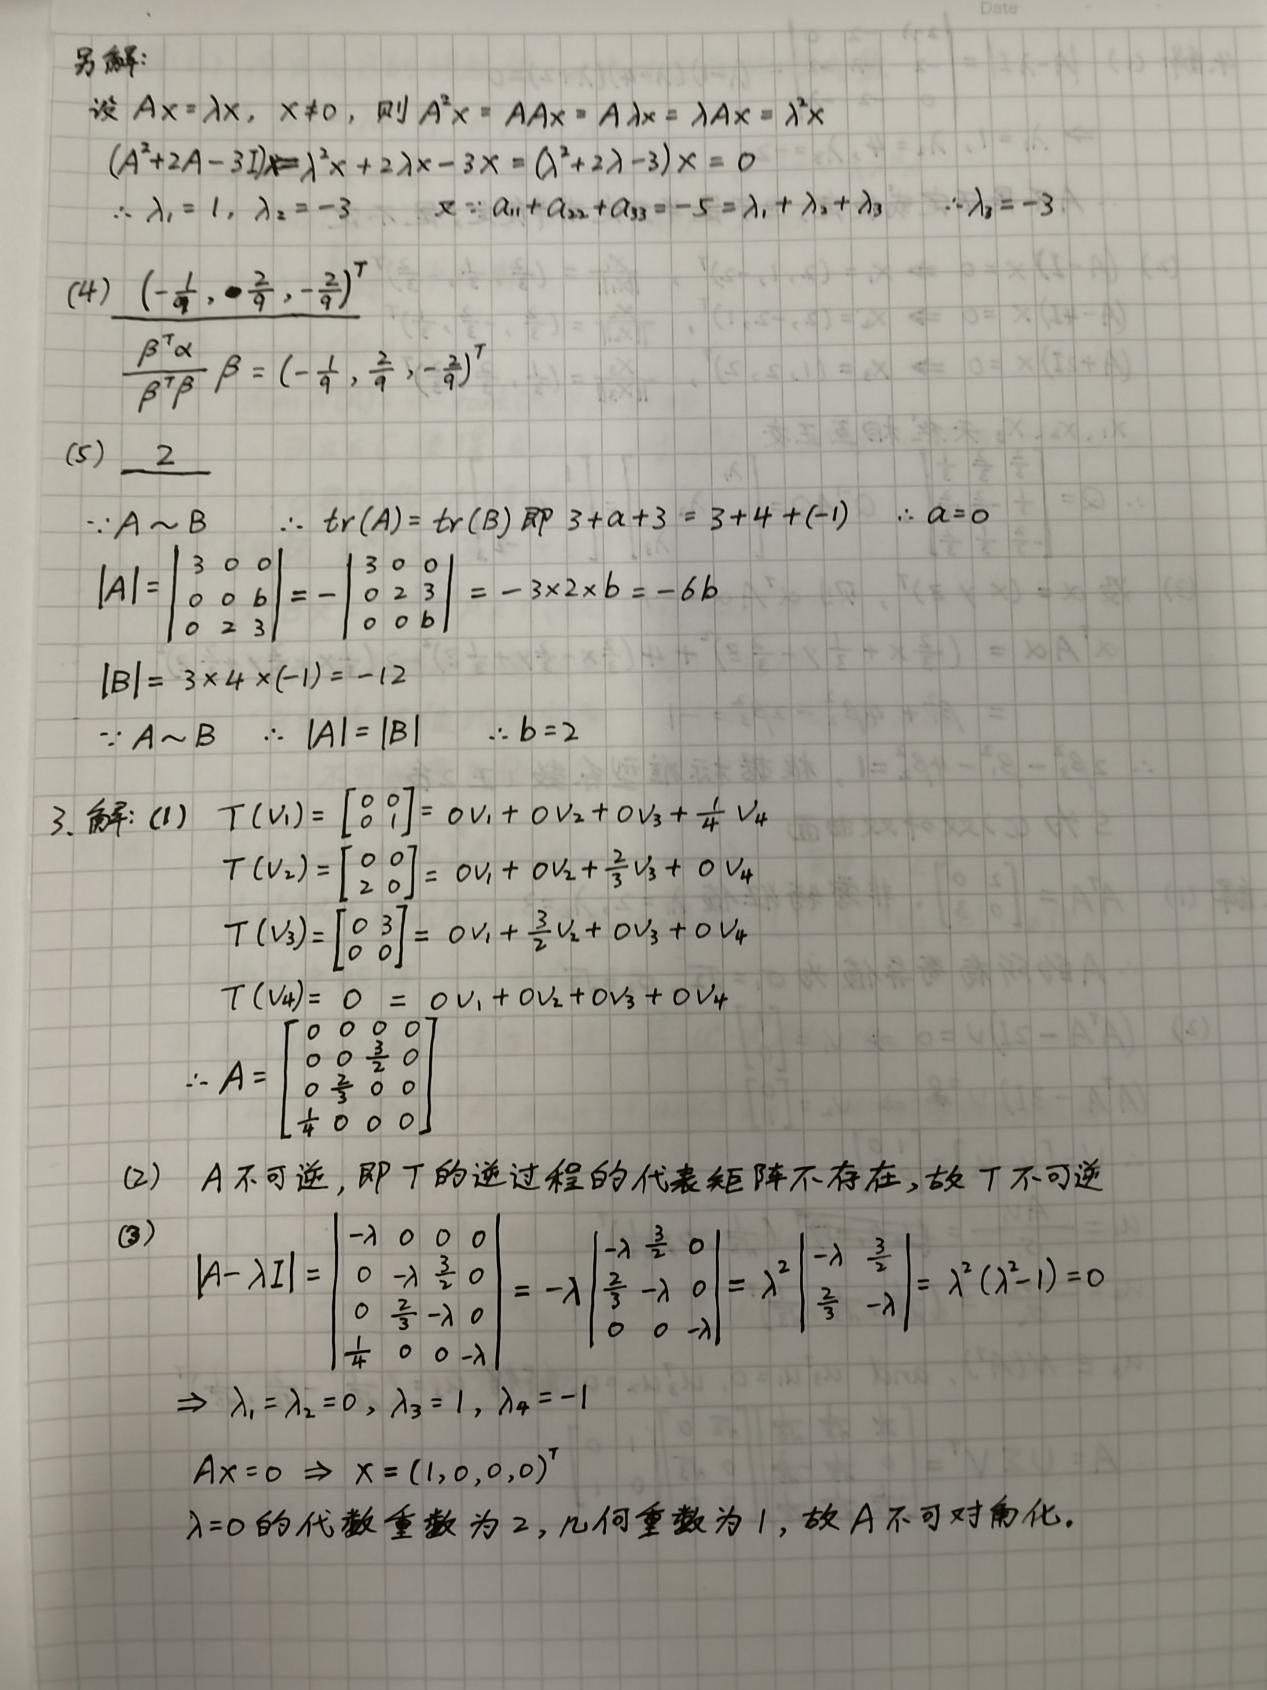 Date
另解:
设 Ax=λx, x≠0, 则 A²x = AAx = Aλx = λAx = λ²x
(A²+2A-3I)x = λ²x + 2λx - 3x = (λ²+2λ-3)x = 0
∴ λ₁ = 1, λ₂ = -3 又∵ a₁₁+a₂₂+a₃₃ = -5 = λ₁+λ₂+λ₃ ∴ λ₃ = -3
(4) (-1/9, 2/9, -2/9)ᵀ
βᵀα/βᵀβ β = (-1/9, 2/9, -2/9)ᵀ
(5) 2
∵ A~B ∴ tr(A) = tr(B) 即 3+a+3 = 3+4+(-1) ∴ a=0
|A| = |3 0 0; 0 0 b; 0 2 3| = -|3 0 0; 0 2 3; 0 0 b| = -3×2×b = -6b
|B| = 3×4×(-1) = -12
∵ A~B ∴ |A| = |B| ∴ b=2
3. 解: (1) T(V₁) = [0 0; 0 1] = 0V₁ + 0V₂ + 0V₃ + 1/4 V₄
T(V₂) = [0 0; 2 0] = 0V₁ + 0V₂ + 2/3 V₃ + 0V₄
T(V₃) = [0 3; 0 0] = 0V₁ + 3/2 V₂ + 0V₃ + 0V₄
T(V₄) = 0 = 0V₁ + 0V₂ + 0V₃ + 0V₄
∴ A = [0 0 0 0; 0 0 3/2 0; 0 2/3 0 0; 1/4 0 0 0]
(2) A不可逆, 即T的逆过程的代表矩阵不存在, 故T不可逆
(3)
|A-λI| = |-λ 0 0 0; 0 -λ 3/2 0; 0 2/3 -λ 0; 1/4 0 0 -λ| = -λ|-λ 3/2 0; 2/3 -λ 0; 0 0 -λ| = λ²|-λ 3/2; 2/3 -λ| = λ²(λ²-1) = 0
⇒ λ₁ = λ₂ = 0, λ₃ = 1, λ₄ = -1
Ax=0 ⇒ x = (1,0,0,0)ᵀ
λ=0的代数重数为2, 几何重数为1, 故A不可对角化.